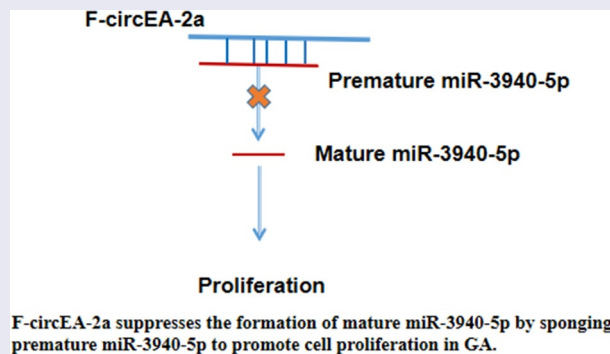 F-circEA-2a
Premature miR-3940-5p
Mature miR-3940-5p
Proliferation
F-circEA-2a suppresses the formation of mature miR-3940-5p by sponging
premature miR-3940-5p to promote cell proliferation in GA.